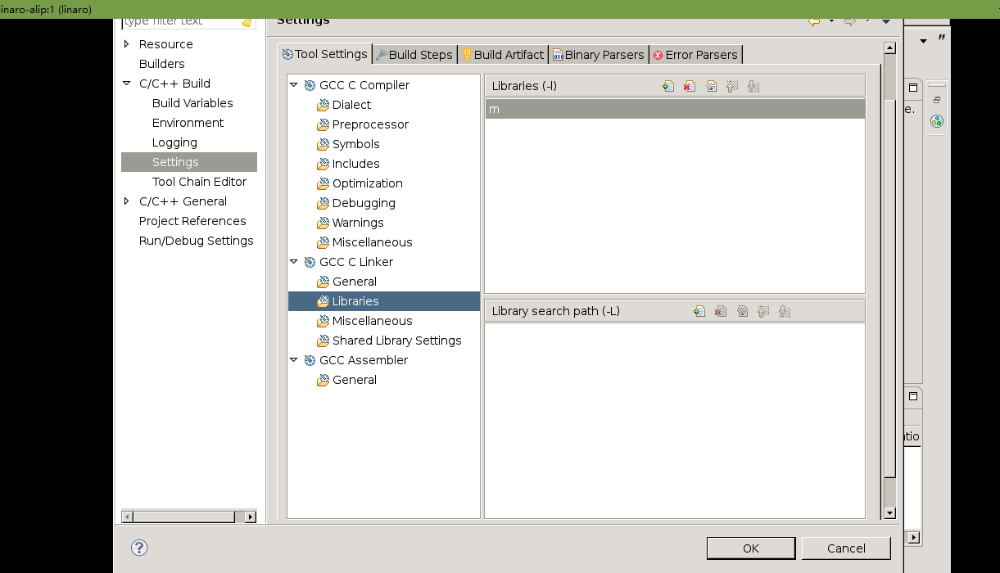 linaro-alip:1 (linaro)
type filter text
Settings
Resource
Builders
C/C++ Build
Build Variables
Environment
Logging
Settings
Tool Chain Editor
C/C++ General
Project References
Run/Debug Settings
Tool Settings
Build Steps
Build Artifact
Binary Parsers
Error Parsers
GCC C Compiler
Dialect
Preprocessor
Symbols
Includes
Optimization
Debugging
Warnings
Miscellaneous
GCC C Linker
General
Libraries
Miscellaneous
Shared Library Settings
GCC Assembler
General
Libraries (-l)
m
Library search path (-L)
e.
tio
OK
Cancel